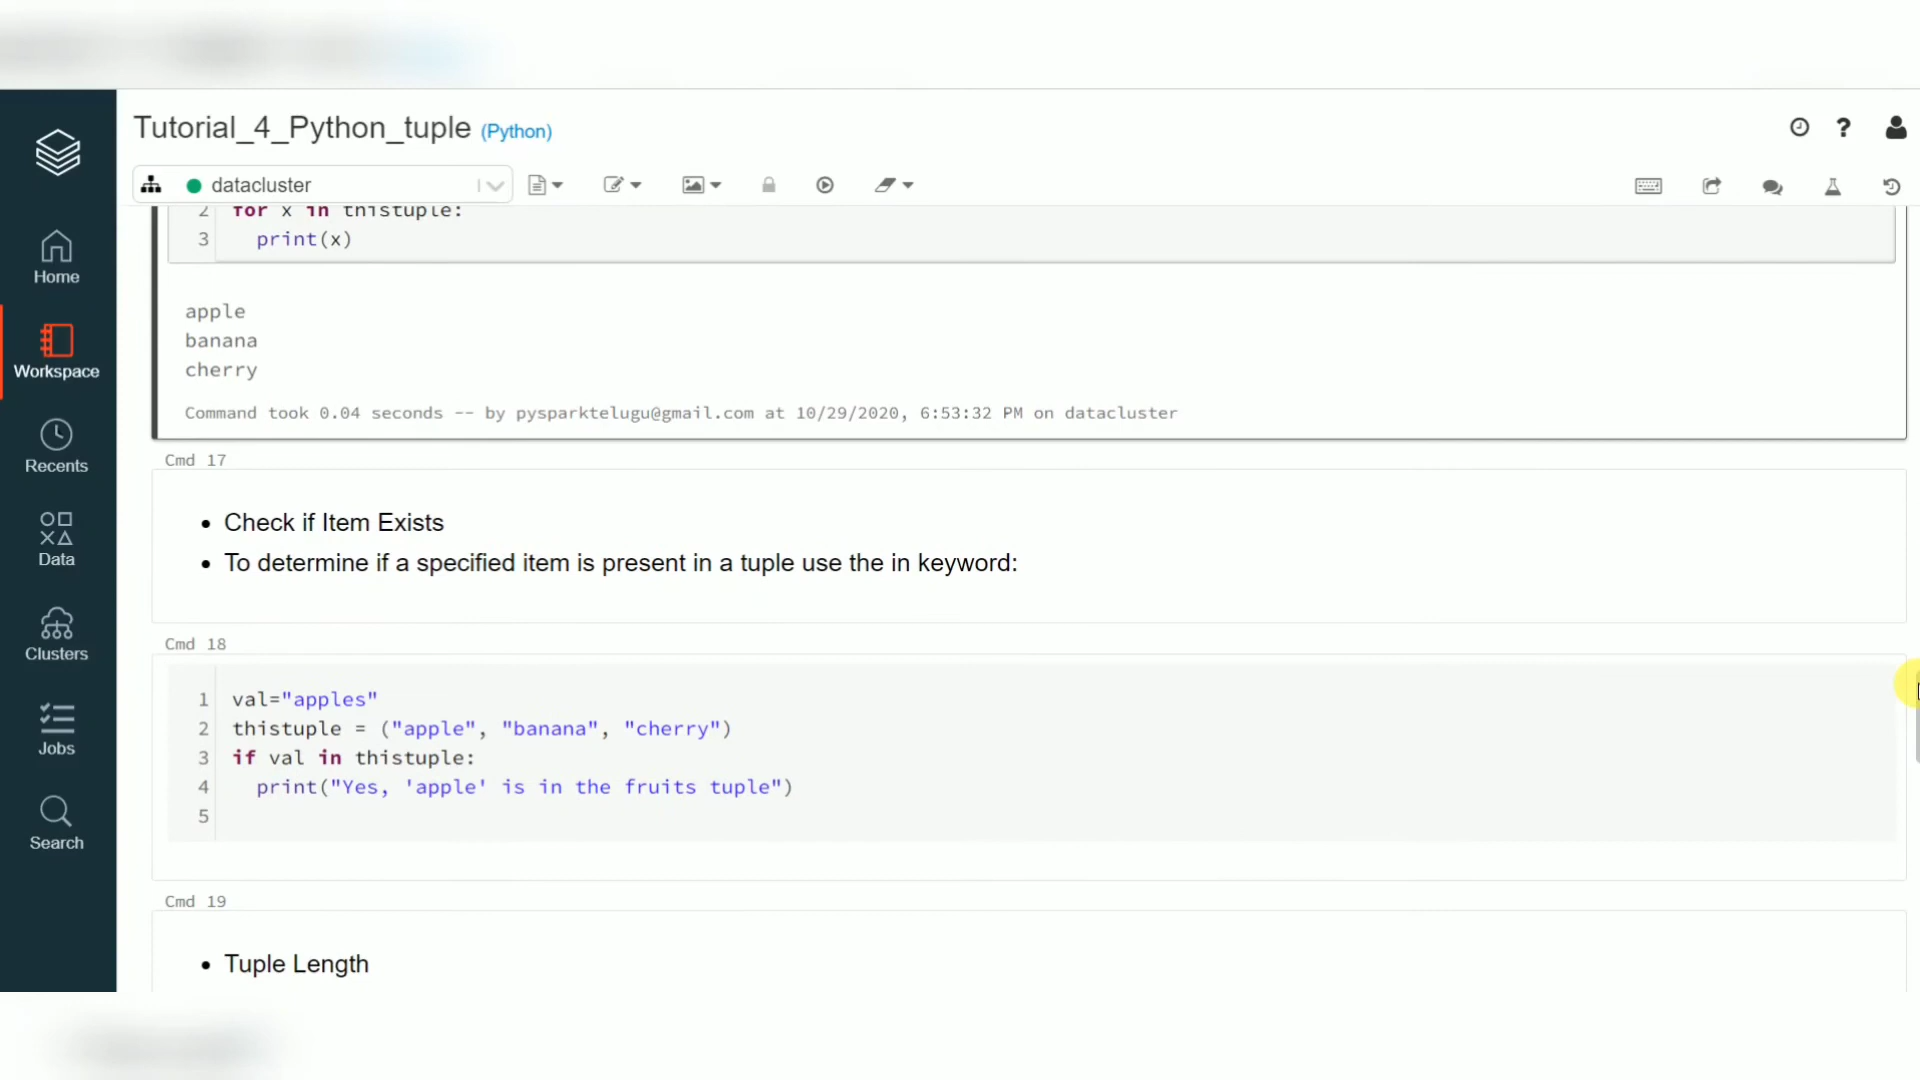 Tutorial_4_Python_tuple (Python)
datacluster
2 for x in thistuple:
3 print(x)
apple
banana
cherry
Command took 0.04 seconds -- by pysparktelugu@gmail.com at 10/29/2020, 6:53:32 PM on datacluster
Cmd 17
• Check if Item Exists
• To determine if a specified item is present in a tuple use the in keyword:
Cmd 18
1 val="apples"
2 thistuple = ("apple", "banana", "cherry")
3 if val in thistuple:
4 print("Yes, 'apple' is in the fruits tuple")
5
Cmd 19
• Tuple Length
Home
Workspace
Recents
Data
Clusters
Jobs
Search